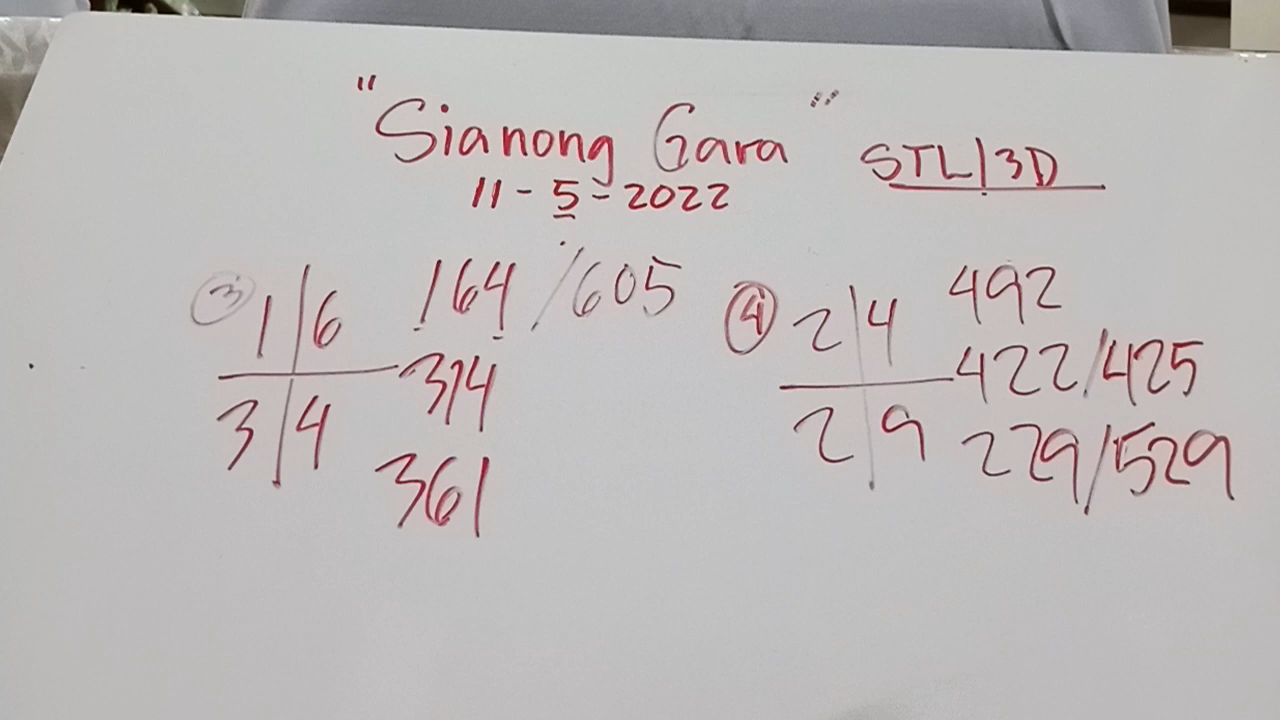 "Sianong Gara" STL/3D
11-5-2022
③ 1|6 164/605
3|4 314
361
④ 2|4 492
2|9 422/425
229/529